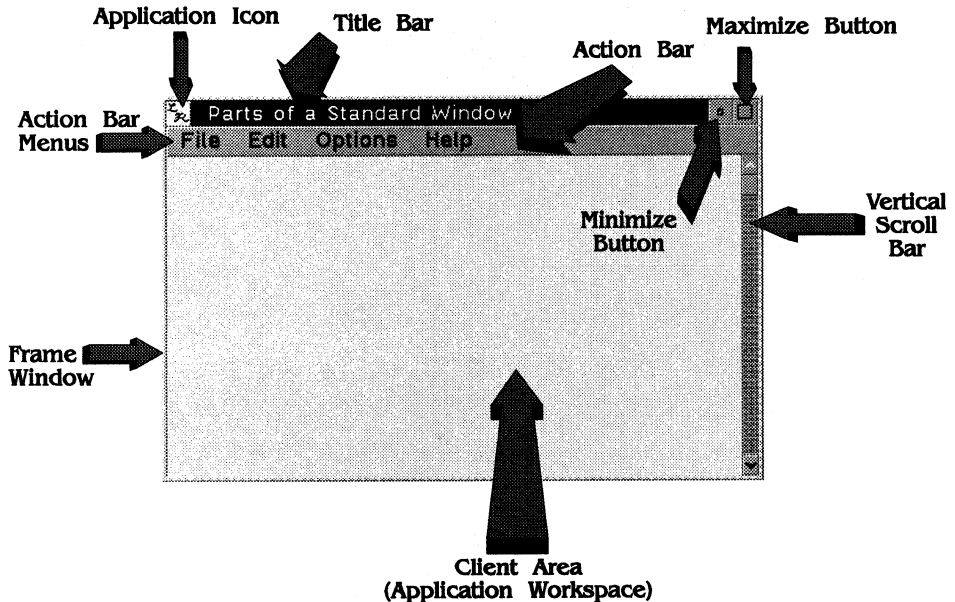 Application Icon
Title Bar
Maximize Button
Action Bar
Parts of a Standard Window
Action Bar
Menus
File Edit Options Help
Minimize
Button
Vertical
Scroll
Bar
Frame
Window
Client Area
(Application Workspace)